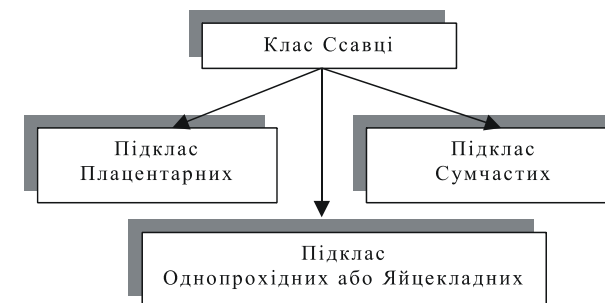 Клас Ссавці
Підклас
Плацентарних
Підклас
Сумчастих
Підклас
Однопрохідних або Яйцекладних